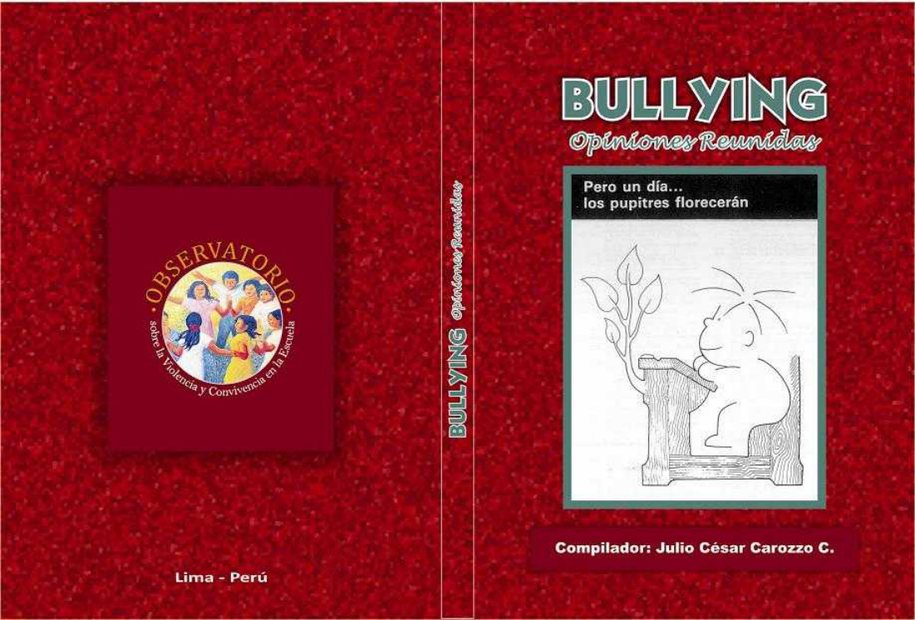 OBSERVATORIO
sobre la Violencia y Convivencia en la Escuela
Lima - Perú
BULLYING Opiniones Reunidas
BULLYING
Opiniones Reunidas
Pero un día...
los pupitres florecerán
Compilador: Julio César Carozzo C.